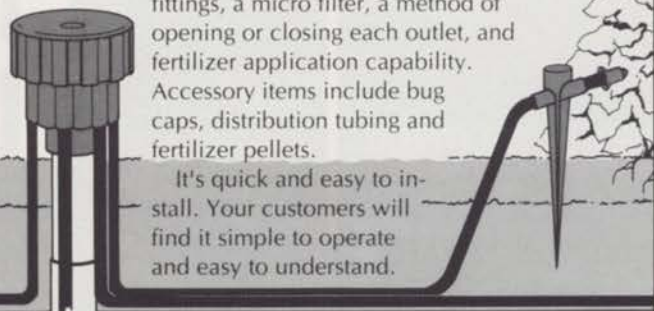 fittings, a micro filter, a method of
opening or closing each outlet, and
fertilizer application capability.
Accessory items include bug
caps, distribution tubing and
fertilizer pellets.
It's quick and easy to in-
stall. Your customers will
find it simple to operate
and easy to understand.